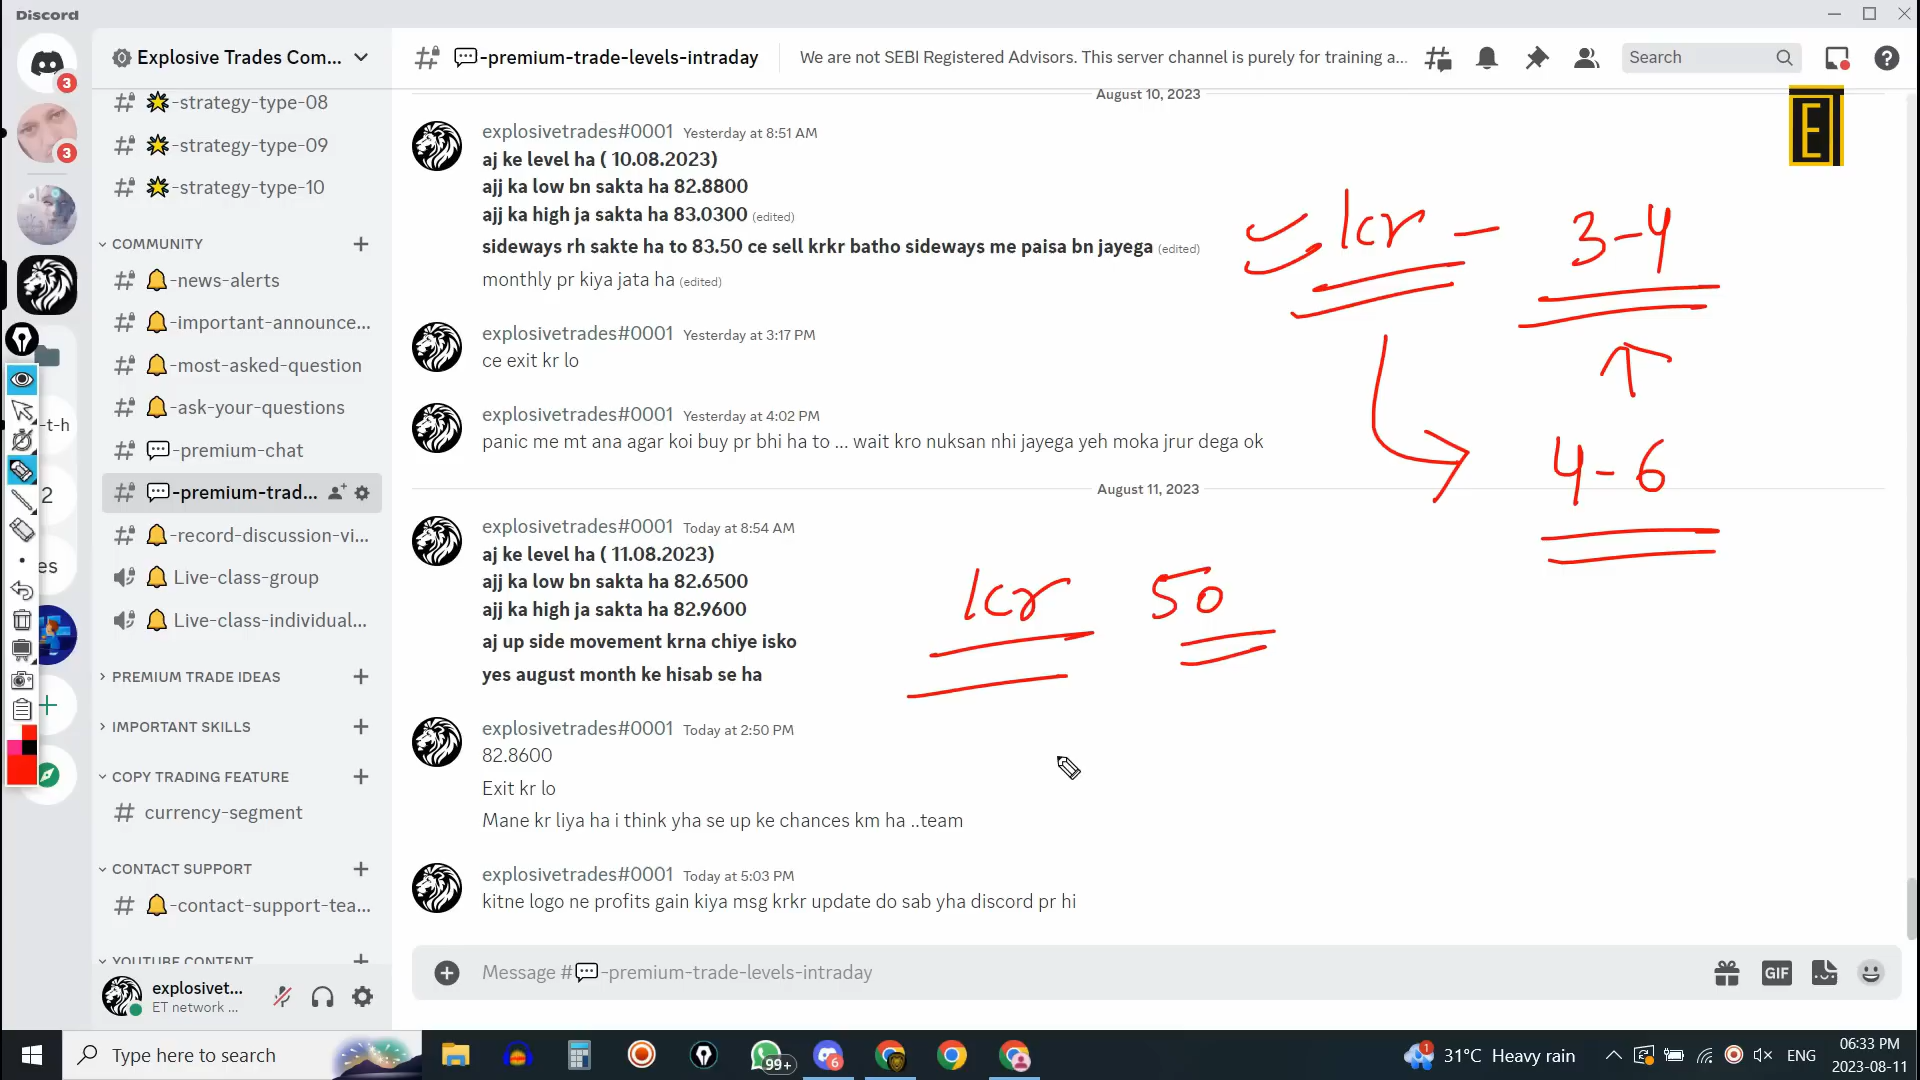 Discord
Explosive Trades Com...
-premium-trade-levels-intraday
We are not SEBI Registered Advisors. This server channel is purely for training a...
Search
3
3
-strategy-type-08
-strategy-type-09
-strategy-type-10
COMMUNITY
-news-alerts
-important-announce...
-most-asked-question
-ask-your-questions
-premium-chat
-premium-trad...
-record-discussion-vi...
Live-class-group
Live-class-individual...
PREMIUM TRADE IDEAS
IMPORTANT SKILLS
COPY TRADING FEATURE
currency-segment
CONTACT SUPPORT
-contact-support-tea...
YOUTUBE CONTENT
explosivet...
ET network ...
-t-h
2
es
August 10, 2023
explosivetrades#0001 Yesterday at 8:51 AM
aj ke level ha ( 10.08.2023)
ajj ka low bn sakta ha 82.8800
ajj ka high ja sakta ha 83.0300 (edited)
sideways rh sakte ha to 83.50 ce sell krkr batho sideways me paisa bn jayega (edited)
monthly pr kiya jata ha (edited)
explosivetrades#0001 Yesterday at 3:17 PM
ce exit kr lo
explosivetrades#0001 Yesterday at 4:02 PM
panic me mt ana agar koi buy pr bhi ha to ... wait kro nuksan nhi jayega yeh moka jrur dega ok
August 11, 2023
explosivetrades#0001 Today at 8:54 AM
aj ke level ha ( 11.08.2023)
ajj ka low bn sakta ha 82.6500
ajj ka high ja sakta ha 82.9600
aj up side movement krna chiye isko
yes august month ke hisab se ha
explosivetrades#0001 Today at 2:50 PM
82.8600
Exit kr lo
Mane kr liya ha i think yha se up ke chances km ha ..team
explosivetrades#0001 Today at 5:03 PM
kitne logo ne profits gain kiya msg krkr update do sab yha discord pr hi
Message # -premium-trade-levels-intraday
GIF
ET
1cr - 3-4
4-6
1cr 50
Type here to search
99+
6
1
31°C Heavy rain
ENG
06:33 PM
2023-08-11